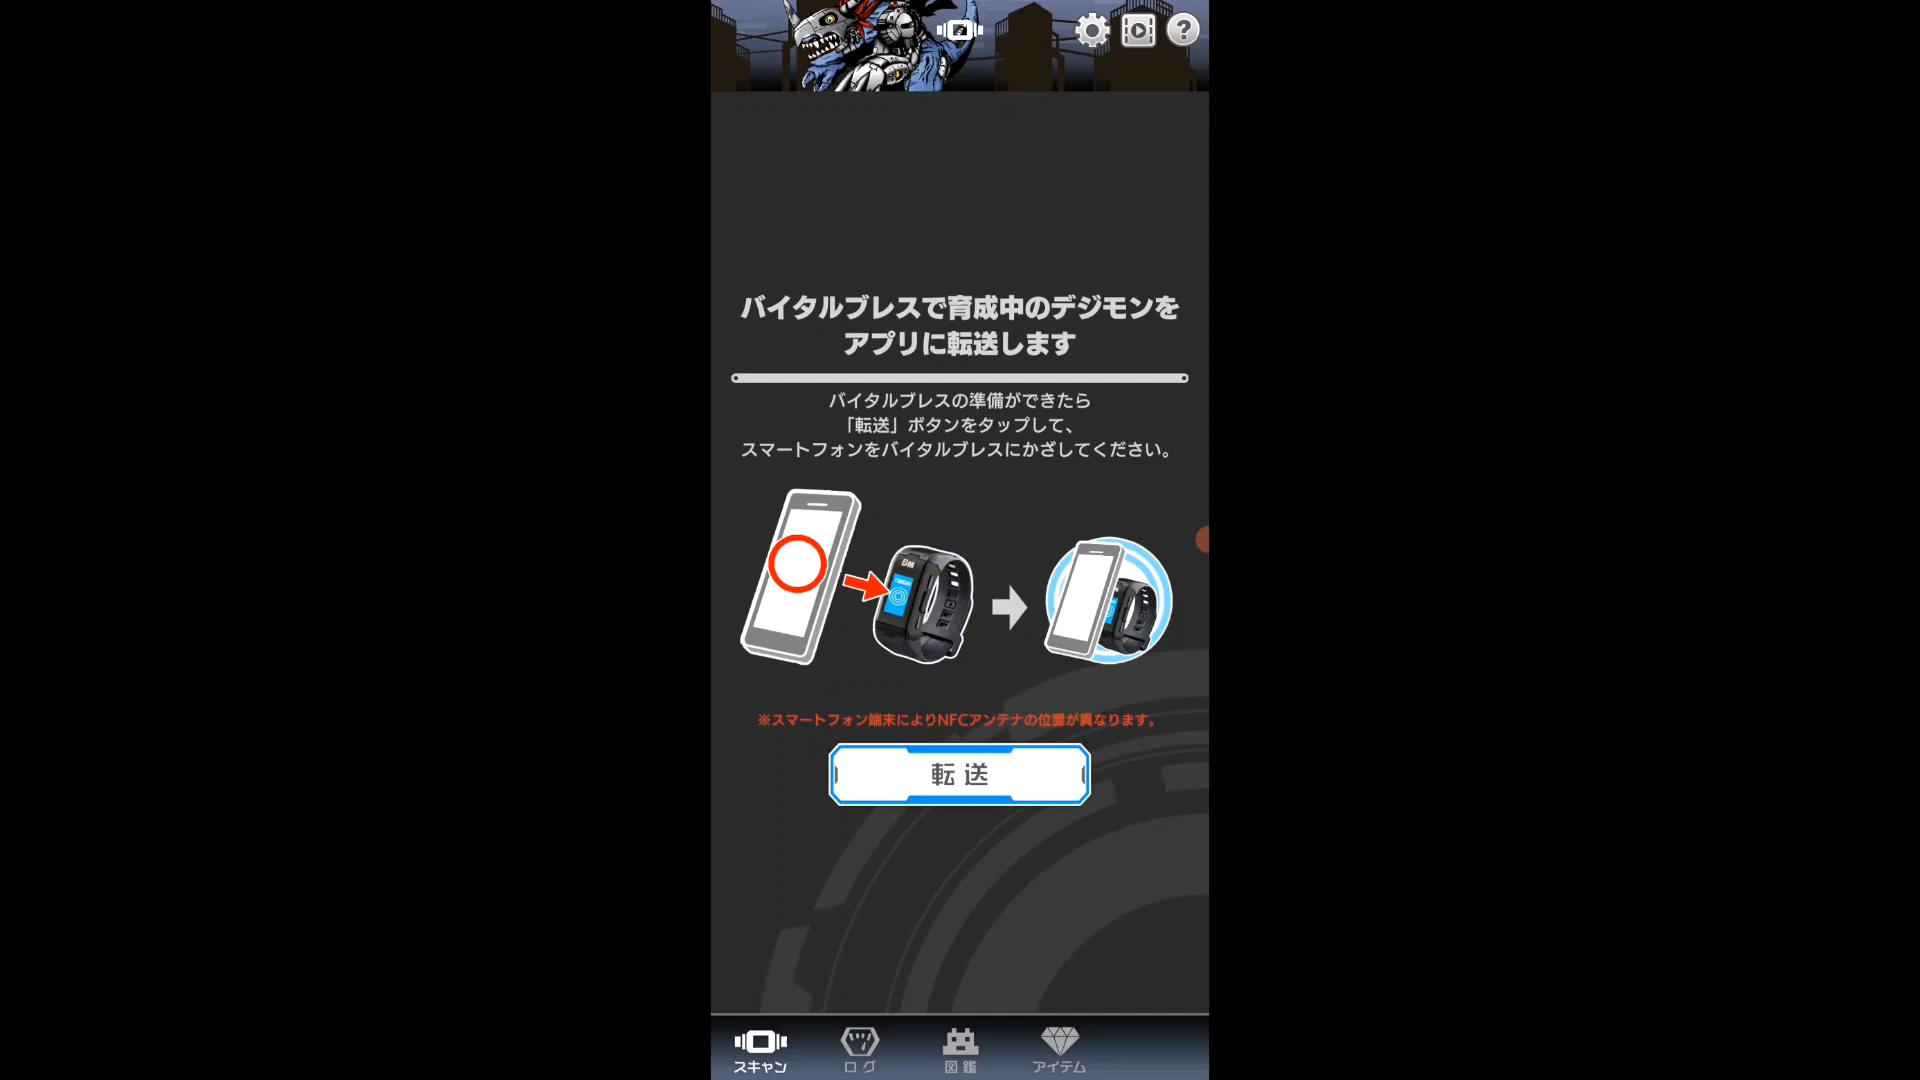 バイタルブレスで育成中のデジモンを
アプリに転送します
バイタルブレスの準備ができたら
「転送」ボタンをタップして、
スマートフォンをバイタルブレスにかざしてください。
DM
※スマートフォン端末によりNFCアンテナの位置が異なります。
転送
スキャン
ログ
図鑑
アイテム